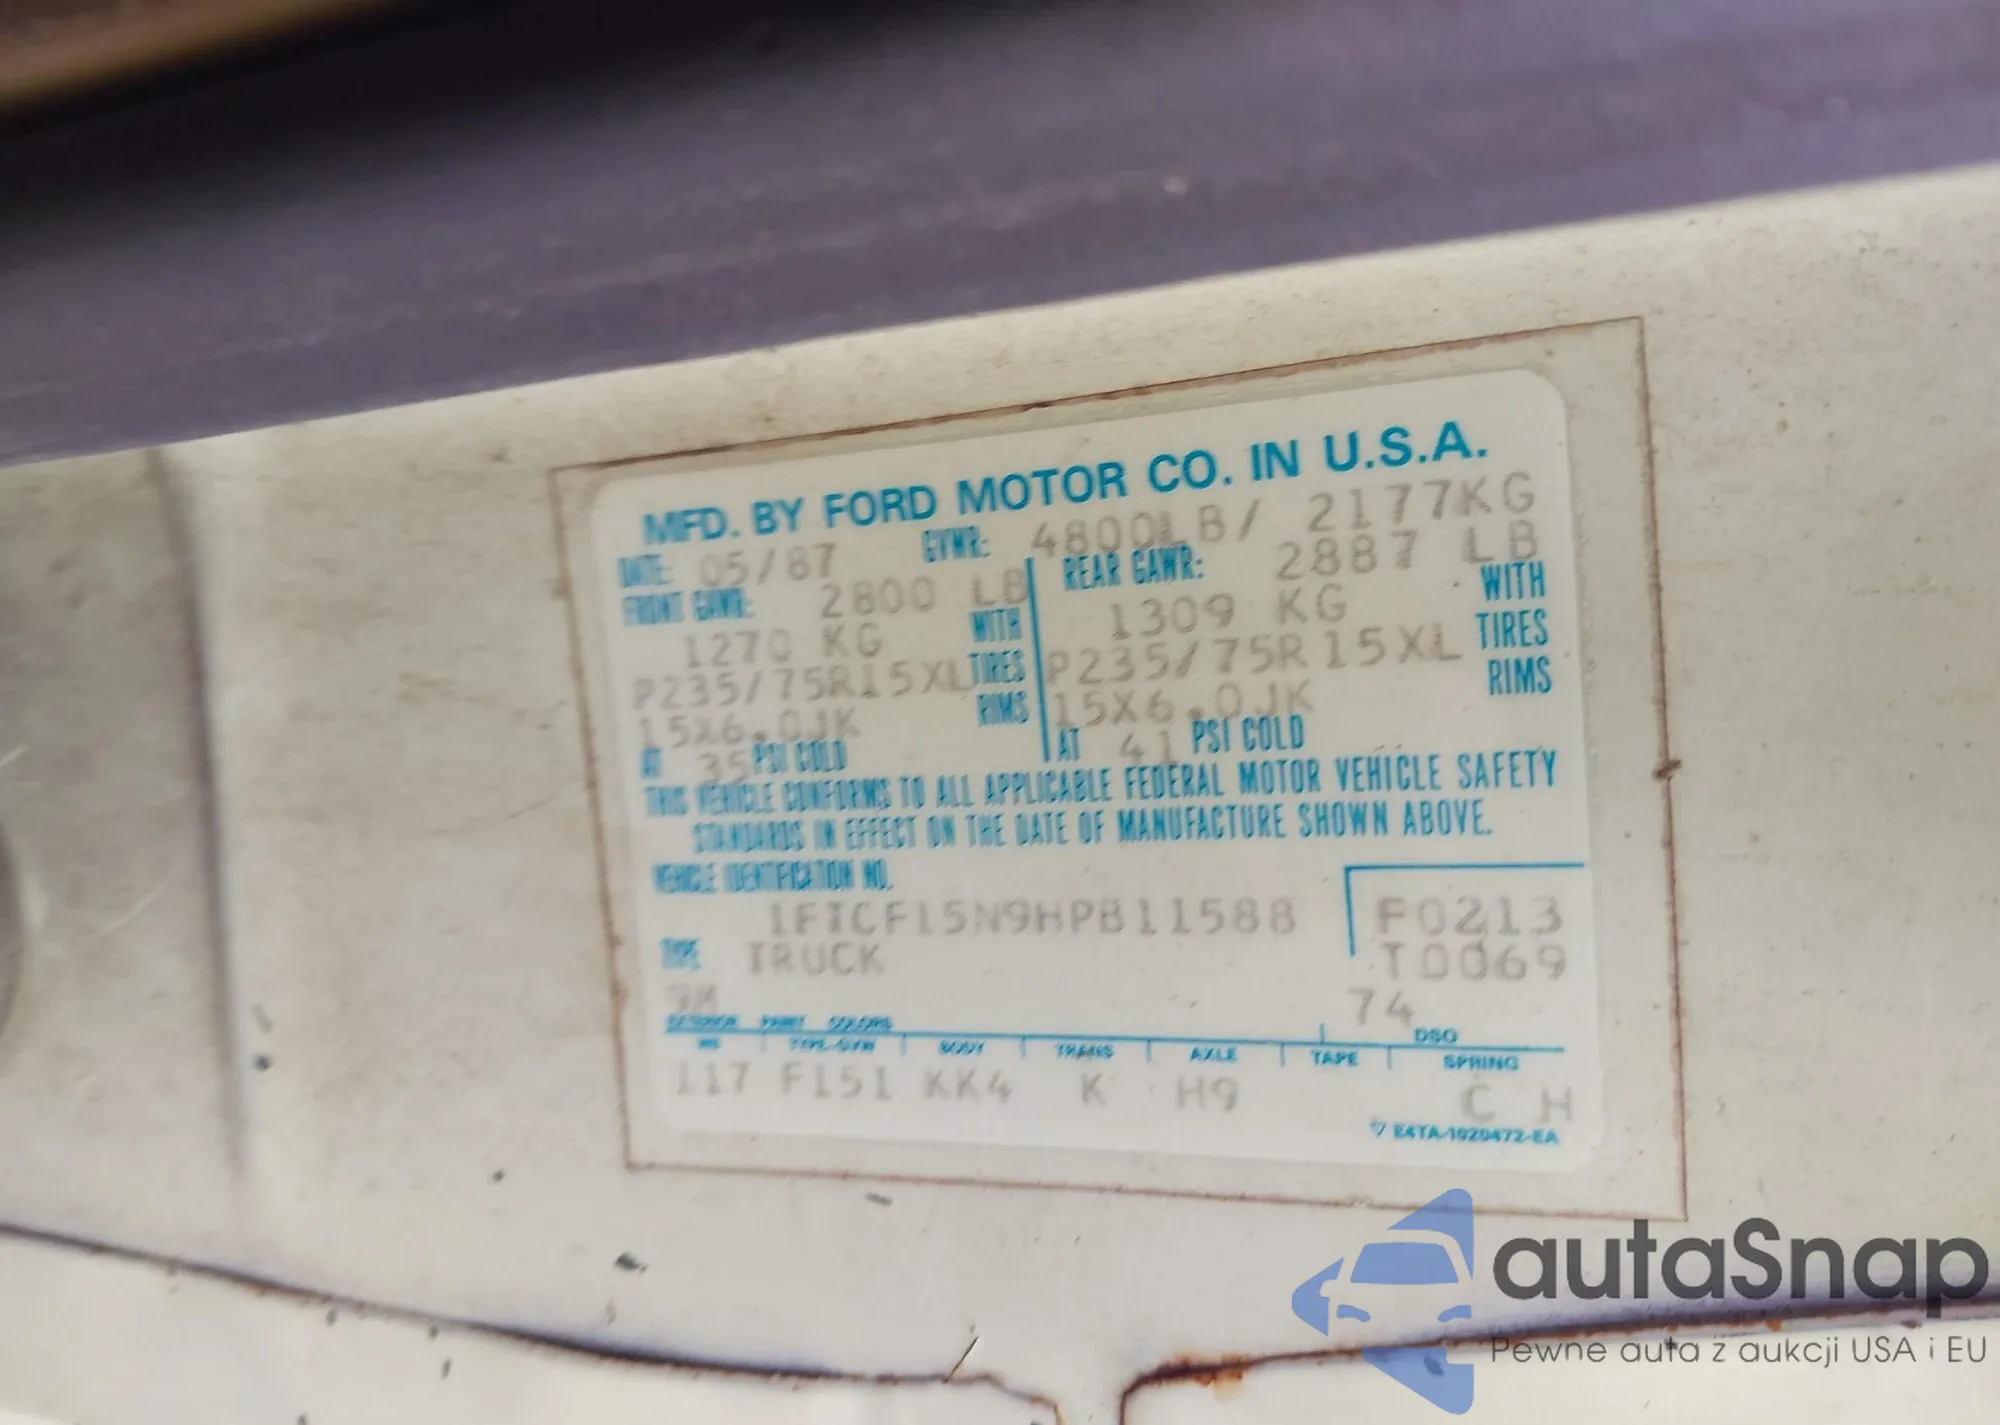 MFD. BY FORD MOTOR CO. IN U.S.A.
DATE: 05/87 GVWR: 4800LB/ 2177KG
FRONT GAWR: 2800 LB REAR GAWR: 2887 LB
1270 KG WITH 1309 KG WITH
P235/75R15XL TIRES P235/75R15XL TIRES
15X6.0JK RIMS 15X6.0JK RIMS
AT 35 PSI COLD AT 41 PSI COLD
THIS VEHICLE CONFORMS TO ALL APPLICABLE FEDERAL MOTOR VEHICLE SAFETY
STANDARDS IN EFFECT ON THE DATE OF MANUFACTURE SHOWN ABOVE.
VEHICLE IDENTIFICATION NO.
1FTCF15N9HPB11588 F0213
TYPE TRUCK T0069
9M 74
EXTERIOR PAINT COLORS DSO
WB TYPE-GVW BODY TRANS AXLE TAPE SPRING
117 F151 KK4 K H9 C H
E4TA-1020472-EA
autaSnap
Pewne auta z aukcji USA i EU